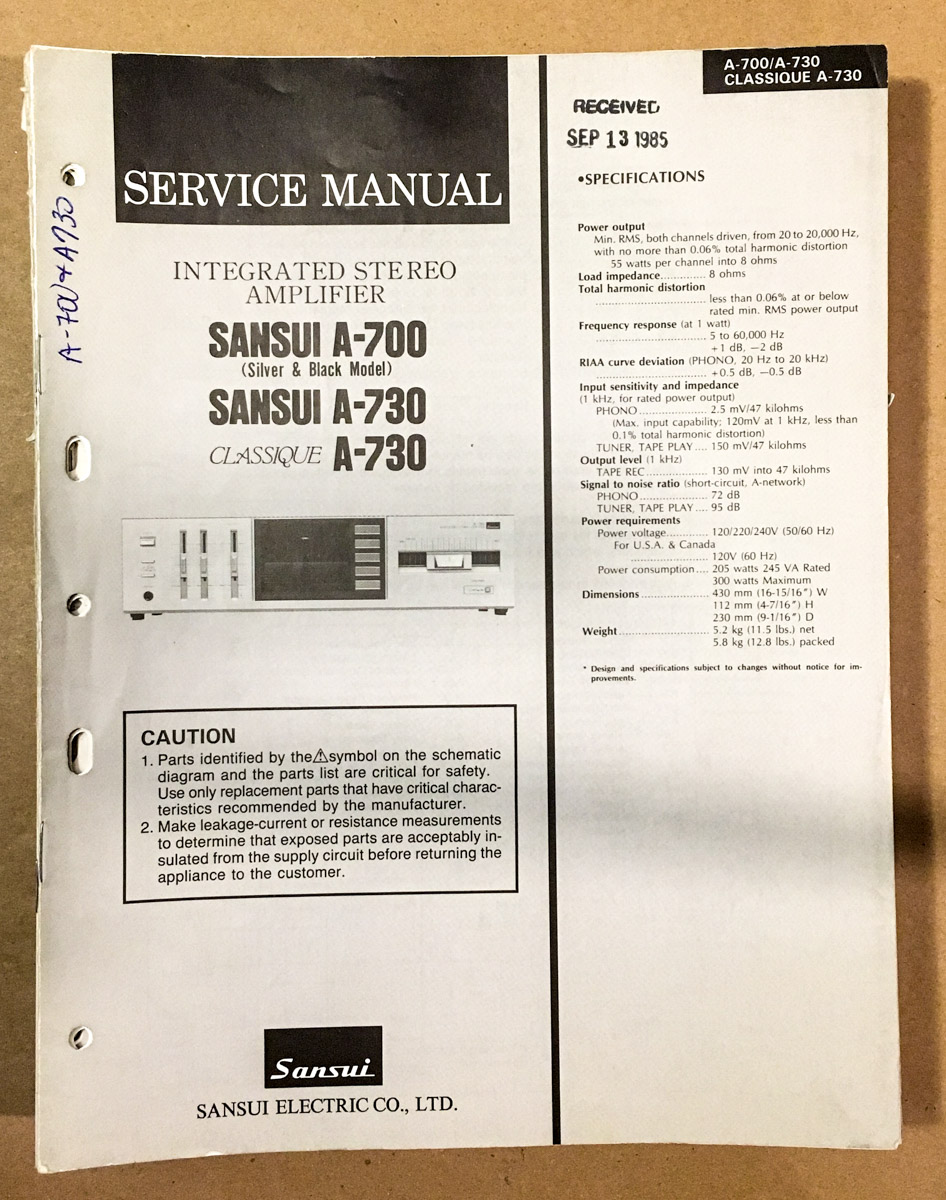 A-700 & A730
SERVICE MANUAL
INTEGRATED STEREO
AMPLIFIER
SANSUI A-700
(Silver & Black Model)
SANSUI A-730
CLASSIQUE A-730
CAUTION
1. Parts identified by the ⚠ symbol on the schematic
diagram and the parts list are critical for safety.
Use only replacement parts that have critical charac-
teristics recommended by the manufacturer.
2. Make leakage-current or resistance measurements
to determine that exposed parts are acceptably in-
sulated from the supply circuit before returning the
appliance to the customer.
Sansui
SANSUI ELECTRIC CO., LTD.
A-700/A-730
CLASSIQUE A-730
RECEIVED
SEP 13 1985
•SPECIFICATIONS
Power output
Min. RMS, both channels driven, from 20 to 20,000 Hz,
with no more than 0.06% total harmonic distortion
55 watts per channel into 8 ohms
Load impedance............ 8 ohms
Total harmonic distortion
............................. less than 0.06% at or below
rated min. RMS power output
Frequency response (at 1 watt)
............................. 5 to 60,000 Hz
+1 dB, −2 dB
RIAA curve deviation (PHONO, 20 Hz to 20 kHz)
............................. +0.5 dB, −0.5 dB
Input sensitivity and impedance
(1 kHz, for rated power output)
PHONO.................. 2.5 mV/47 kilohms
(Max. input capability; 120mV at 1 kHz, less than
0.1% total harmonic distortion)
TUNER, TAPE PLAY .... 150 mV/47 kilohms
Output level (1 kHz)
TAPE REC................ 130 mV into 47 kilohms
Signal to noise ratio (short-circuit, A-network)
PHONO.................. 72 dB
TUNER, TAPE PLAY .... 95 dB
Power requirements
Power voltage............ 120/220/240V (50/60 Hz)
For U.S.A. & Canada
.................... 120V (60 Hz)
Power consumption .... 205 watts 245 VA Rated
300 watts Maximum
Dimensions .................. 430 mm (16-15/16") W
112 mm (4-7/16") H
230 mm (9-1/16") D
Weight........................ 5.2 kg (11.5 lbs.) net
5.8 kg (12.8 lbs.) packed
* Design and specifications subject to changes without notice for im-
provements.